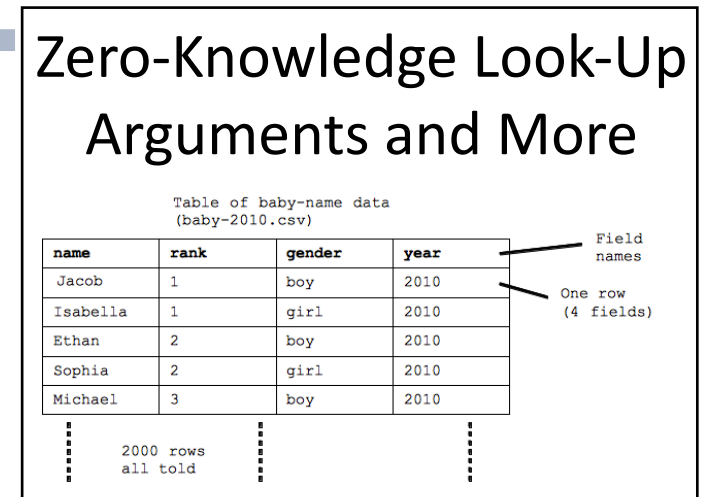 Zero-Knowledge Look-Up
Arguments and More
Table of baby-name data
(baby-2010.csv)
Field
names
name rank gender year
Jacob 1 boy 2010
One row
(4 fields)
Isabella 1 girl 2010
Ethan 2 boy 2010
Sophia 2 girl 2010
Michael 3 boy 2010
2000 rows
all told